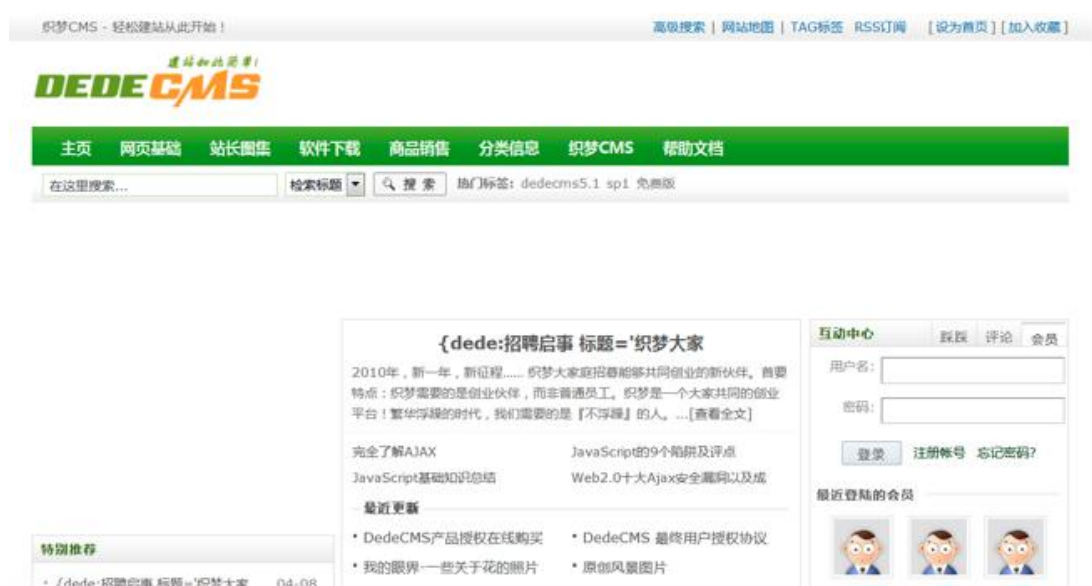 织梦CMS - 轻松建站从此开始！
高级搜索 | 网站地图 | TAG标签 RSS订阅 [设为首页] [加入收藏]
建站如此简单!
DEDECMS
主页 网页基础 站长图集 软件下载 商品销售 分类信息 织梦CMS 帮助文档
在这里搜索... 检索标题 搜索 热门标签: dedecms5.1 sp1 免费版
{dede:招聘启事 标题='织梦大家
2010年，新一年，新征程...... 织梦大家庭招募能够共同创业的新伙伴。首要
特点：织梦需要的是创业伙伴，而非普通员工。织梦是一个大家共同的创业
平台！繁华浮躁的时代，我们需要的是『不浮躁』的人。...[查看全文]
完全了解AJAX JavaScript的9个陷阱及评点
JavaScript基础知识总结 Web2.0十大Ajax安全漏洞以及成
最近更新
· DedeCMS产品授权在线购买 · DedeCMS 最终用户授权协议
· 我的眼界·一些关于花的照片 · 原创风景图片
互动中心 踩踩 评论 会员
用户名:
密码:
登录 注册帐号 忘记密码?
最近登陆的会员
特别推荐
· {dede:招聘启事 标题='织梦大家 04-08